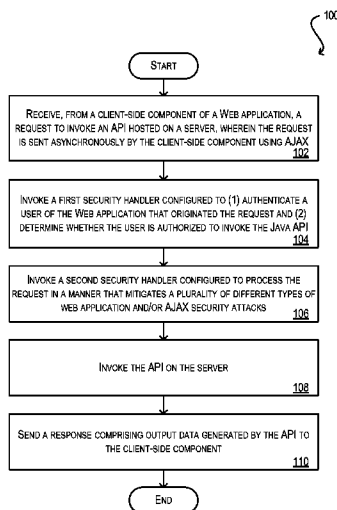 100
START
RECEIVE, FROM A CLIENT-SIDE COMPONENT OF A WEB APPLICATION, A
REQUEST TO INVOKE AN API HOSTED ON A SERVER, WHEREIN THE REQUEST
IS SENT ASYNCHRONOUSLY BY THE CLIENT-SIDE COMPONENT USING AJAX
102
INVOKE A FIRST SECURITY HANDLER CONFIGURED TO (1) AUTHENTICATE A
USER OF THE WEB APPLICATION THAT ORIGINATED THE REQUEST AND (2)
DETERMINE WHETHER THE USER IS AUTHORIZED TO INVOKE THE JAVA API
104
INVOKE A SECOND SECURITY HANDLER CONFIGURED TO PROCESS THE
REQUEST IN A MANNER THAT MITIGATES A PLURALITY OF DIFFERENT TYPES OF
WEB APPLICATION AND/OR AJAX SECURITY ATTACKS
106
INVOKE THE API ON THE SERVER
108
SEND A RESPONSE COMPRISING OUTPUT DATA GENERATED BY THE API TO
THE CLIENT-SIDE COMPONENT
110
END